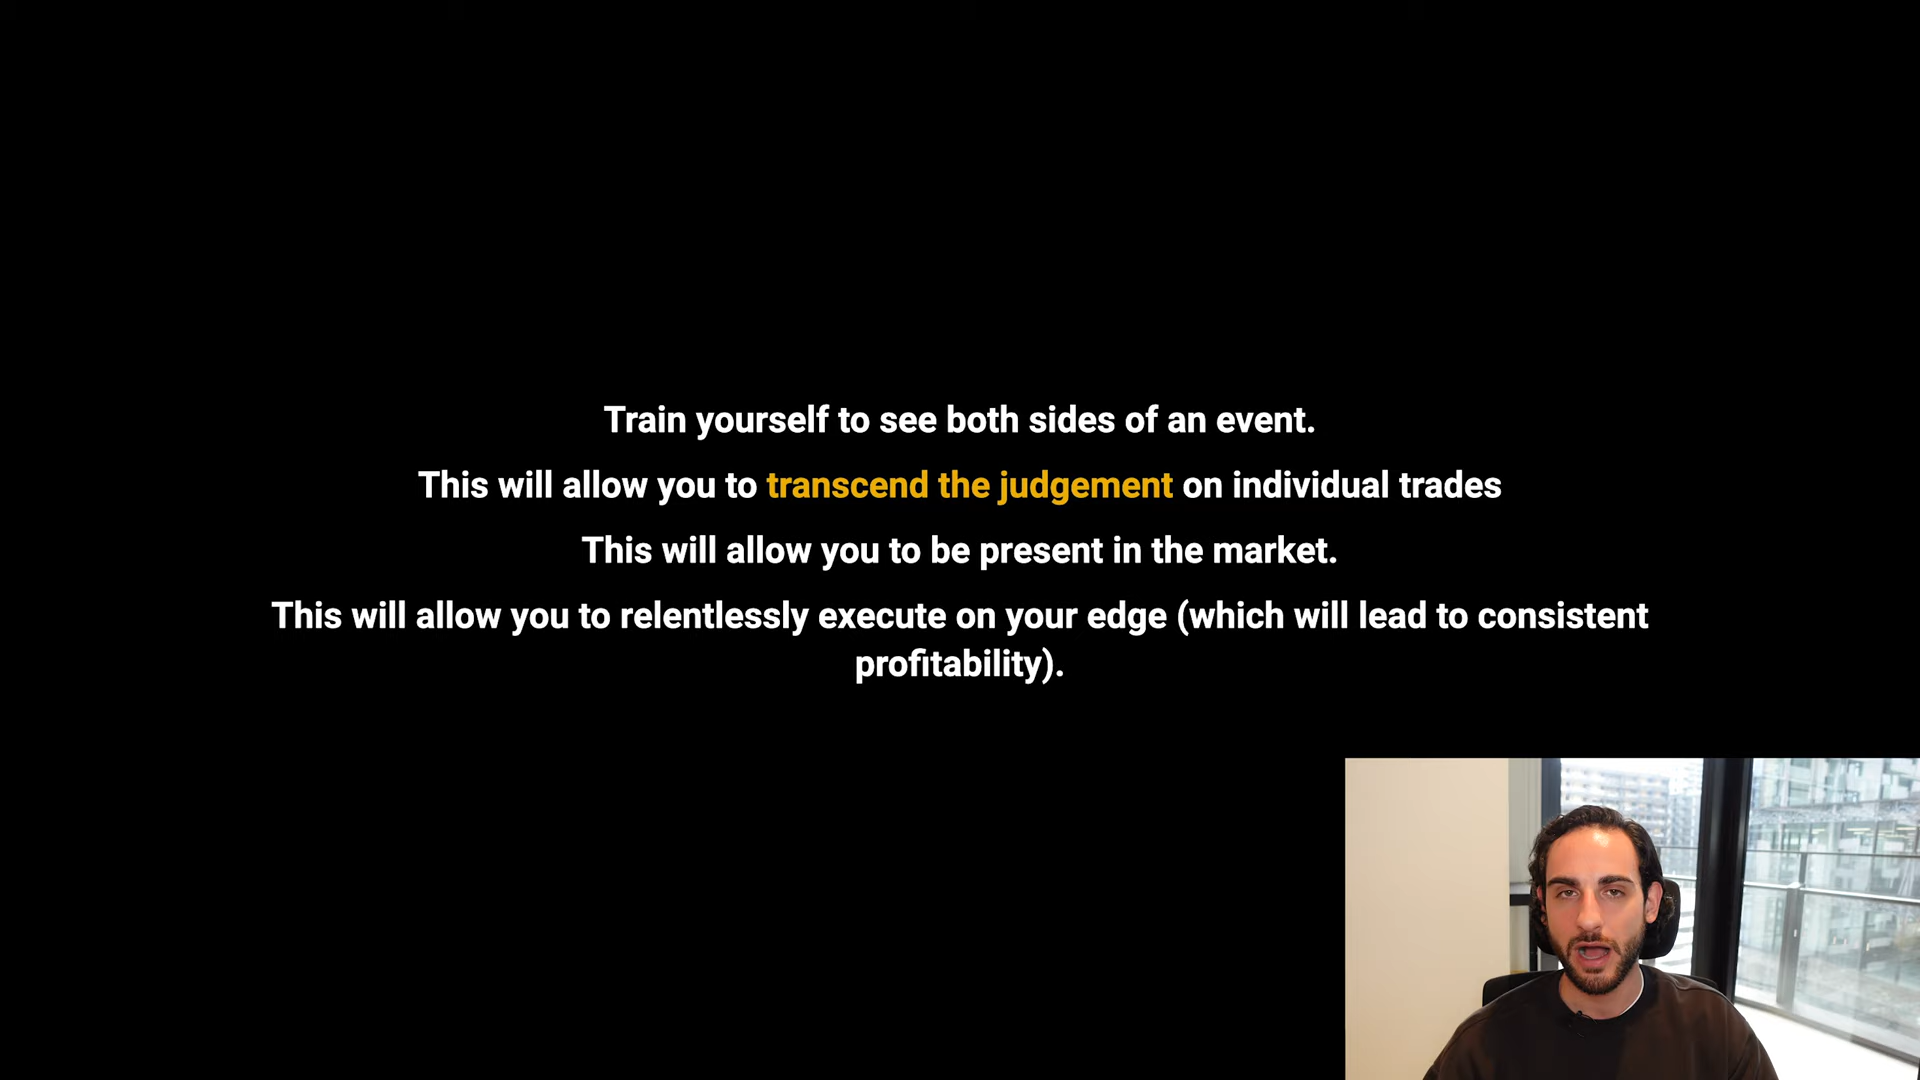 Train yourself to see both sides of an event.
This will allow you to transcend the judgement on individual trades
This will allow you to be present in the market.
This will allow you to relentlessly execute on your edge (which will lead to consistent
profitability).